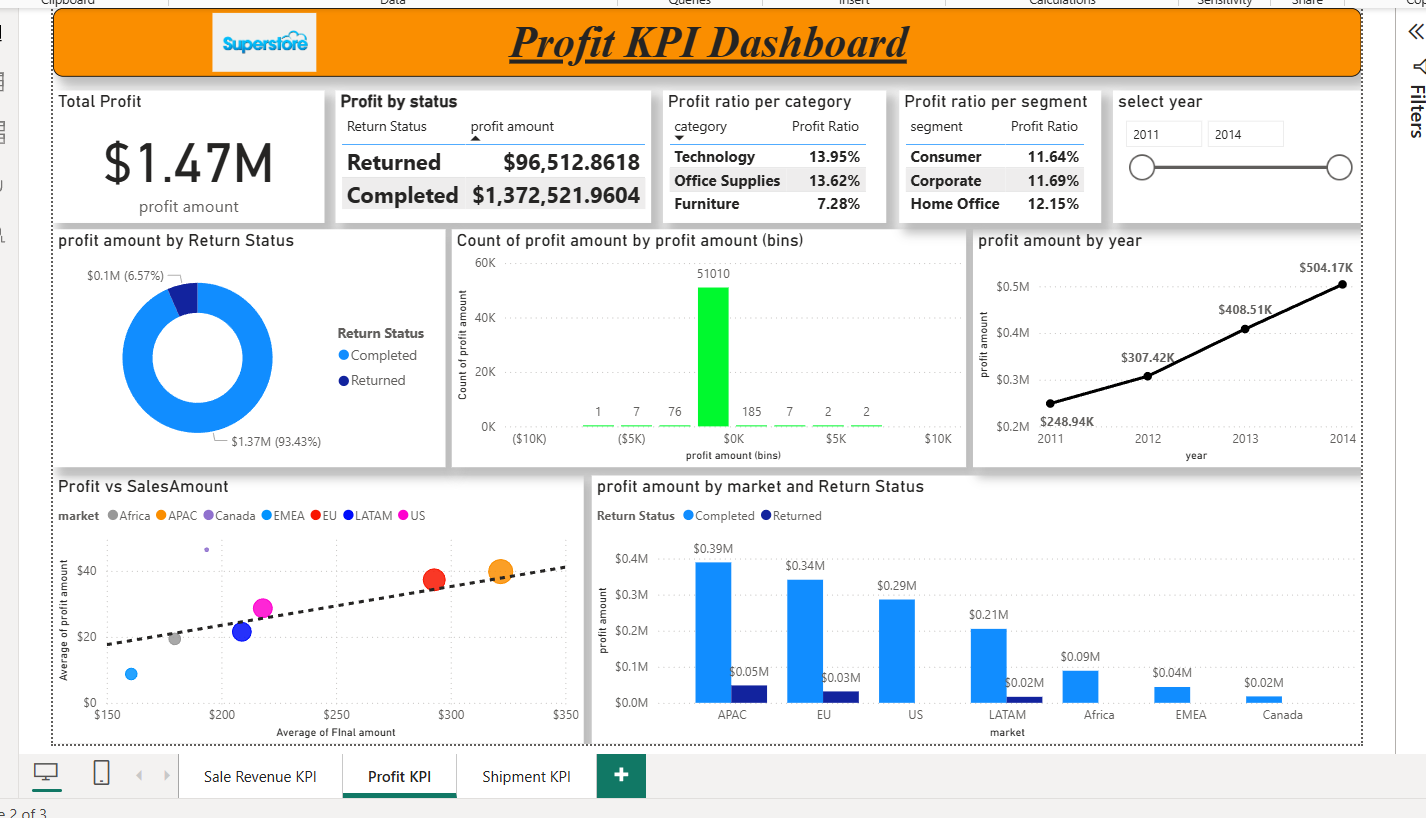 Clipboard
Data
Queries
Insert
Calculations
Sensitivity
Share
Superstore
Profit KPI Dashboard
Filters
Total Profit
$1.47M
profit amount
Profit by status
Return Status profit amount
Returned $96,512.8618
Completed $1,372,521.9604
Profit ratio per category
category Profit Ratio
Technology 13.95%
Office Supplies 13.62%
Furniture 7.28%
Profit ratio per segment
segment Profit Ratio
Consumer 11.64%
Corporate 11.69%
Home Office 12.15%
select year
2011 2014
profit amount by Return Status
$0.1M (6.57%)
Return Status
Completed
Returned
$1.37M (93.43%)
Count of profit amount by profit amount (bins)
Count of profit amount
60K
40K
20K
0K
51010
1 7 76 185 7 2 2
($10K) ($5K) $0K $5K $10K
profit amount (bins)
profit amount by year
profit amount
$0.5M
$0.4M
$0.3M
$0.2M
$504.17K
$408.51K
$307.42K
$248.94K
2011 2012 2013 2014
year
Profit vs SalesAmount
market Africa APAC Canada EMEA EU LATAM US
Average of profit amount
$40
$20
$0
$150 $200 $250 $300 $350
Average of FInal amount
profit amount by market and Return Status
Return Status Completed Returned
profit amount
$0.4M
$0.3M
$0.2M
$0.1M
$0.0M
$0.39M
$0.34M
$0.29M
$0.21M
$0.09M
$0.04M
$0.02M
$0.05M
$0.03M
$0.02M
APAC EU US LATAM Africa EMEA Canada
market
Sale Revenue KPI
Profit KPI
Shipment KPI
+
2 of 3